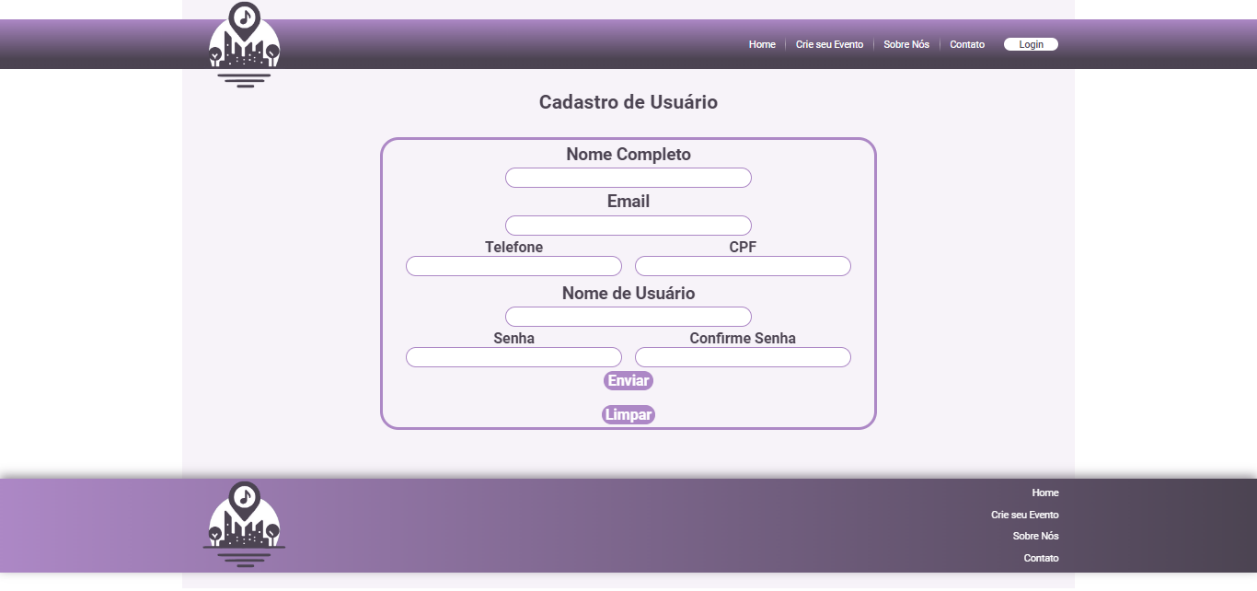 Home | Crie seu Evento | Sobre Nós | Contato Login
Cadastro de Usuário
Nome Completo
Email
Telefone CPF
Nome de Usuário
Senha Confirme Senha
Enviar
Limpar
Home
Crie seu Evento
Sobre Nós
Contato